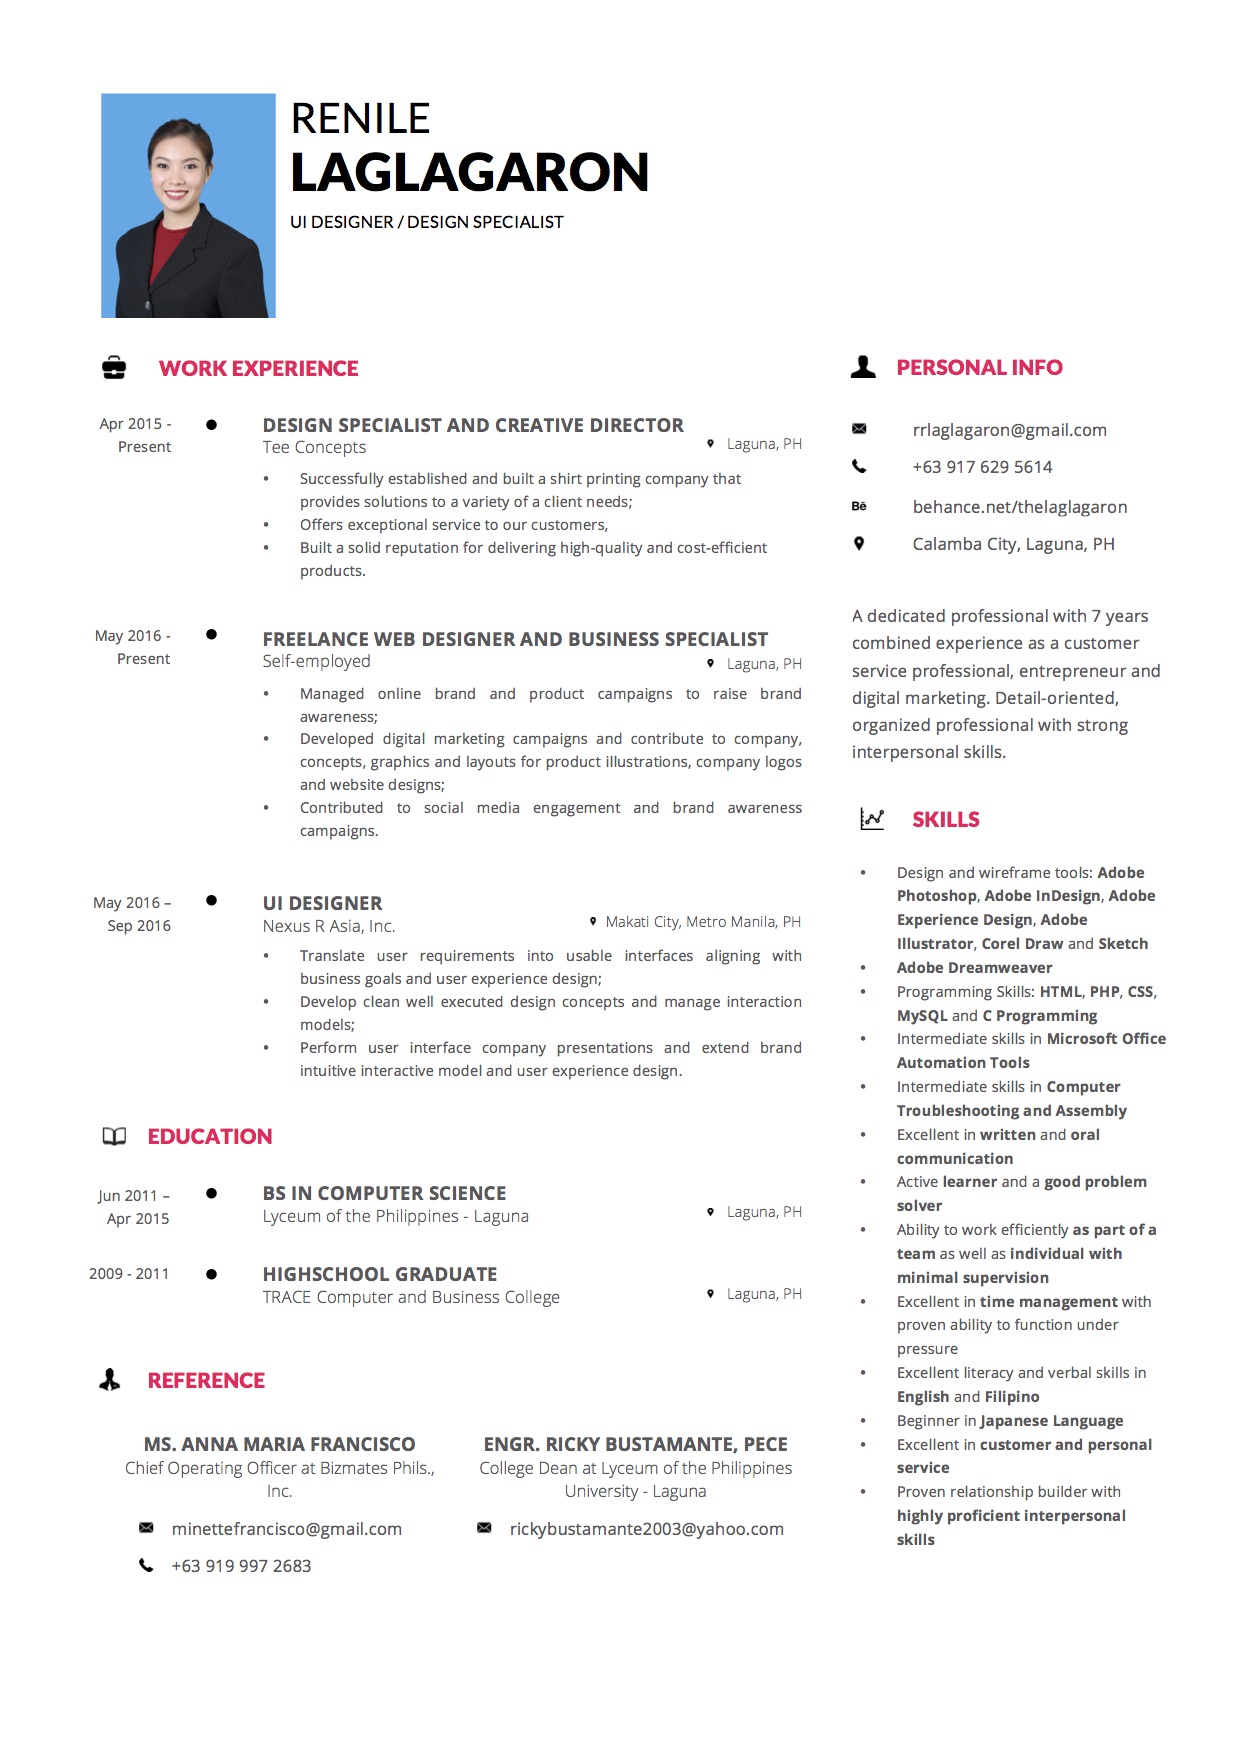 RENILE
LAGLAGARON
UI DESIGNER / DESIGN SPECIALIST
WORK EXPERIENCE
Apr 2015 -
Present
DESIGN SPECIALIST AND CREATIVE DIRECTOR
Tee Concepts
Laguna, PH
• Successfully established and built a shirt printing company that
provides solutions to a variety of a client needs;
• Offers exceptional service to our customers,
• Built a solid reputation for delivering high-quality and cost-efficient
products.
May 2016 -
Present
FREELANCE WEB DESIGNER AND BUSINESS SPECIALIST
Self-employed
Laguna, PH
• Managed online brand and product campaigns to raise brand
awareness;
• Developed digital marketing campaigns and contribute to company,
concepts, graphics and layouts for product illustrations, company logos
and website designs;
• Contributed to social media engagement and brand awareness
campaigns.
May 2016 –
Sep 2016
UI DESIGNER
Nexus R Asia, Inc.
Makati City, Metro Manila, PH
• Translate user requirements into usable interfaces aligning with
business goals and user experience design;
• Develop clean well executed design concepts and manage interaction
models;
• Perform user interface company presentations and extend brand
intuitive interactive model and user experience design.
EDUCATION
Jun 2011 –
Apr 2015
BS IN COMPUTER SCIENCE
Lyceum of the Philippines - Laguna
Laguna, PH
2009 - 2011
HIGHSCHOOL GRADUATE
TRACE Computer and Business College
Laguna, PH
REFERENCE
MS. ANNA MARIA FRANCISCO
Chief Operating Officer at Bizmates Phils.,
Inc.
minettefrancisco@gmail.com
+63 919 997 2683
ENGR. RICKY BUSTAMANTE, PECE
College Dean at Lyceum of the Philippines
University - Laguna
rickybustamante2003@yahoo.com
PERSONAL INFO
rrlaglagaron@gmail.com
+63 917 629 5614
Bē behance.net/thelaglagaron
Calamba City, Laguna, PH
A dedicated professional with 7 years
combined experience as a customer
service professional, entrepreneur and
digital marketing. Detail-oriented,
organized professional with strong
interpersonal skills.
SKILLS
• Design and wireframe tools: Adobe
Photoshop, Adobe InDesign, Adobe
Experience Design, Adobe
Illustrator, Corel Draw and Sketch
• Adobe Dreamweaver
• Programming Skills: HTML, PHP, CSS,
MySQL and C Programming
• Intermediate skills in Microsoft Office
Automation Tools
• Intermediate skills in Computer
Troubleshooting and Assembly
• Excellent in written and oral
communication
• Active learner and a good problem
solver
• Ability to work efficiently as part of a
team as well as individual with
minimal supervision
• Excellent in time management with
proven ability to function under
pressure
• Excellent literacy and verbal skills in
English and Filipino
• Beginner in Japanese Language
• Excellent in customer and personal
service
• Proven relationship builder with
highly proficient interpersonal
skills